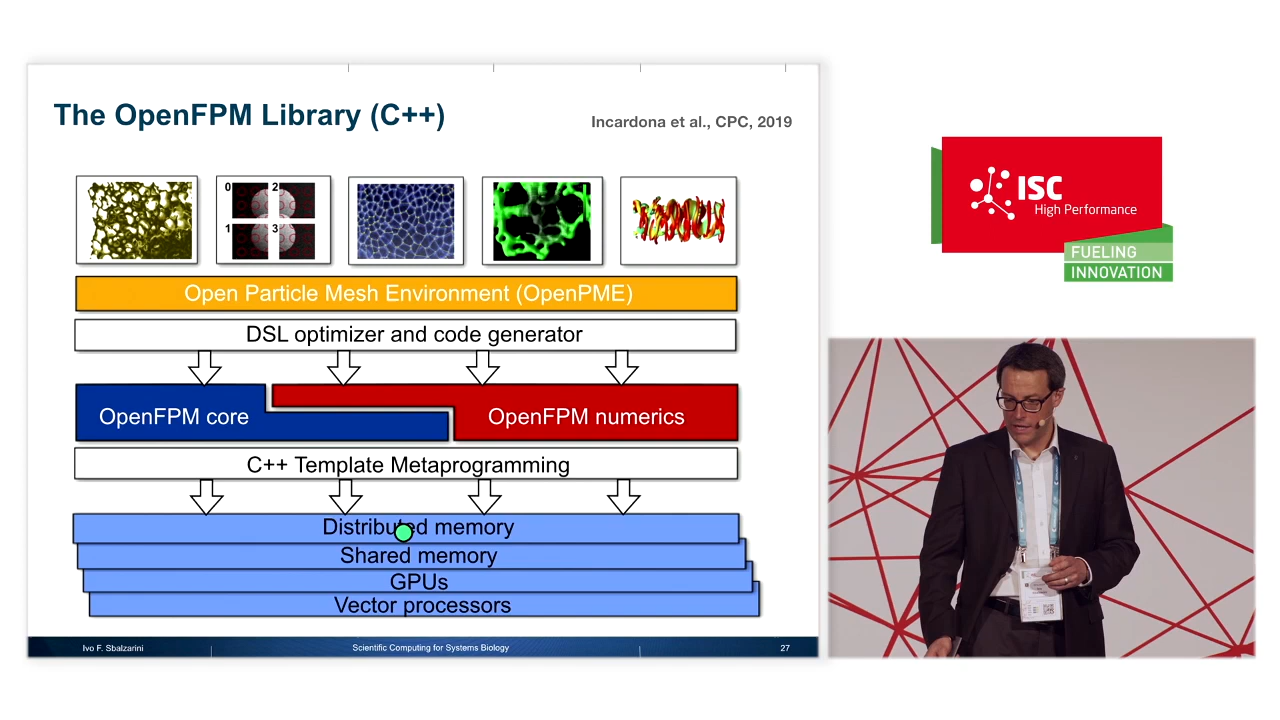 The OpenFPM Library (C++)
Incardona et al., CPC, 2019
0
2
1
3
Open Particle Mesh Environment (OpenPME)
DSL optimizer and code generator
OpenFPM core
OpenFPM numerics
C++ Template Metaprogramming
Distributed memory
Shared memory
GPUs
Vector processors
Ivo F. Sbalzarini
Scientific Computing for Systems Biology
27
ISC
High Performance
FUELING
INNOVATION